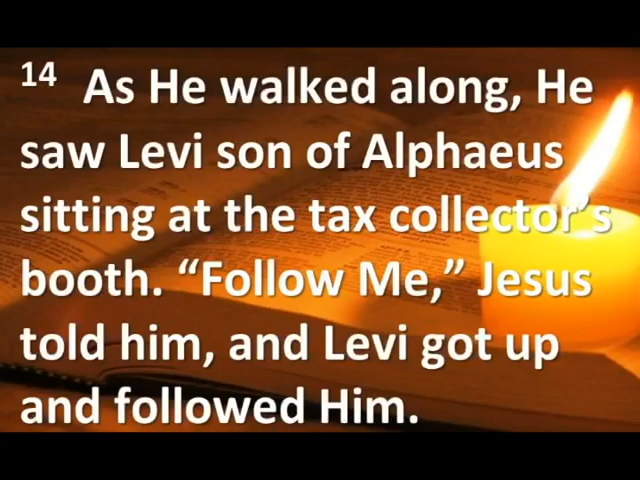 14 As He walked along, He
saw Levi son of Alphaeus
sitting at the tax collector’s
booth. “Follow Me,” Jesus
told him, and Levi got up
and followed Him.